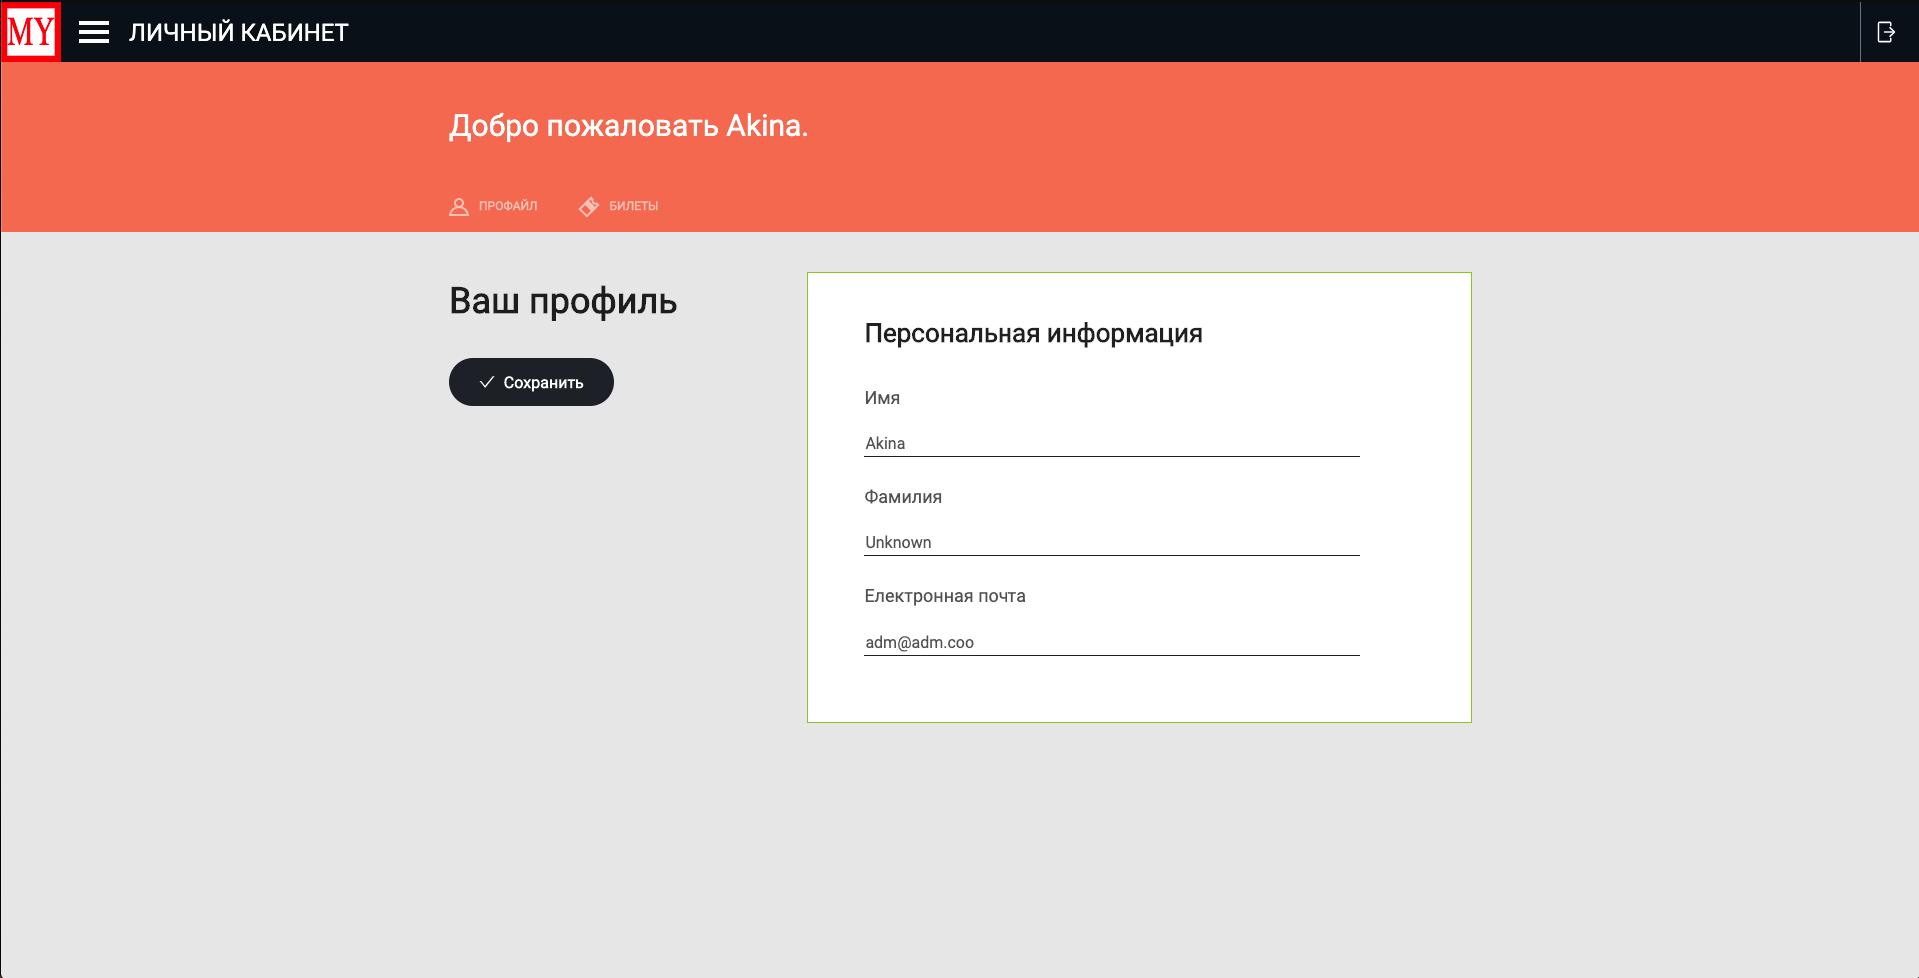 MY
ЛИЧНЫЙ КАБИНЕТ
Добро пожаловать Akina.
ПРОФАЙЛ
БИЛЕТЫ
Ваш профиль
Сохранить
Персональная информация
Имя
Akina
Фамилия
Unknown
Електронная почта
adm@adm.coo